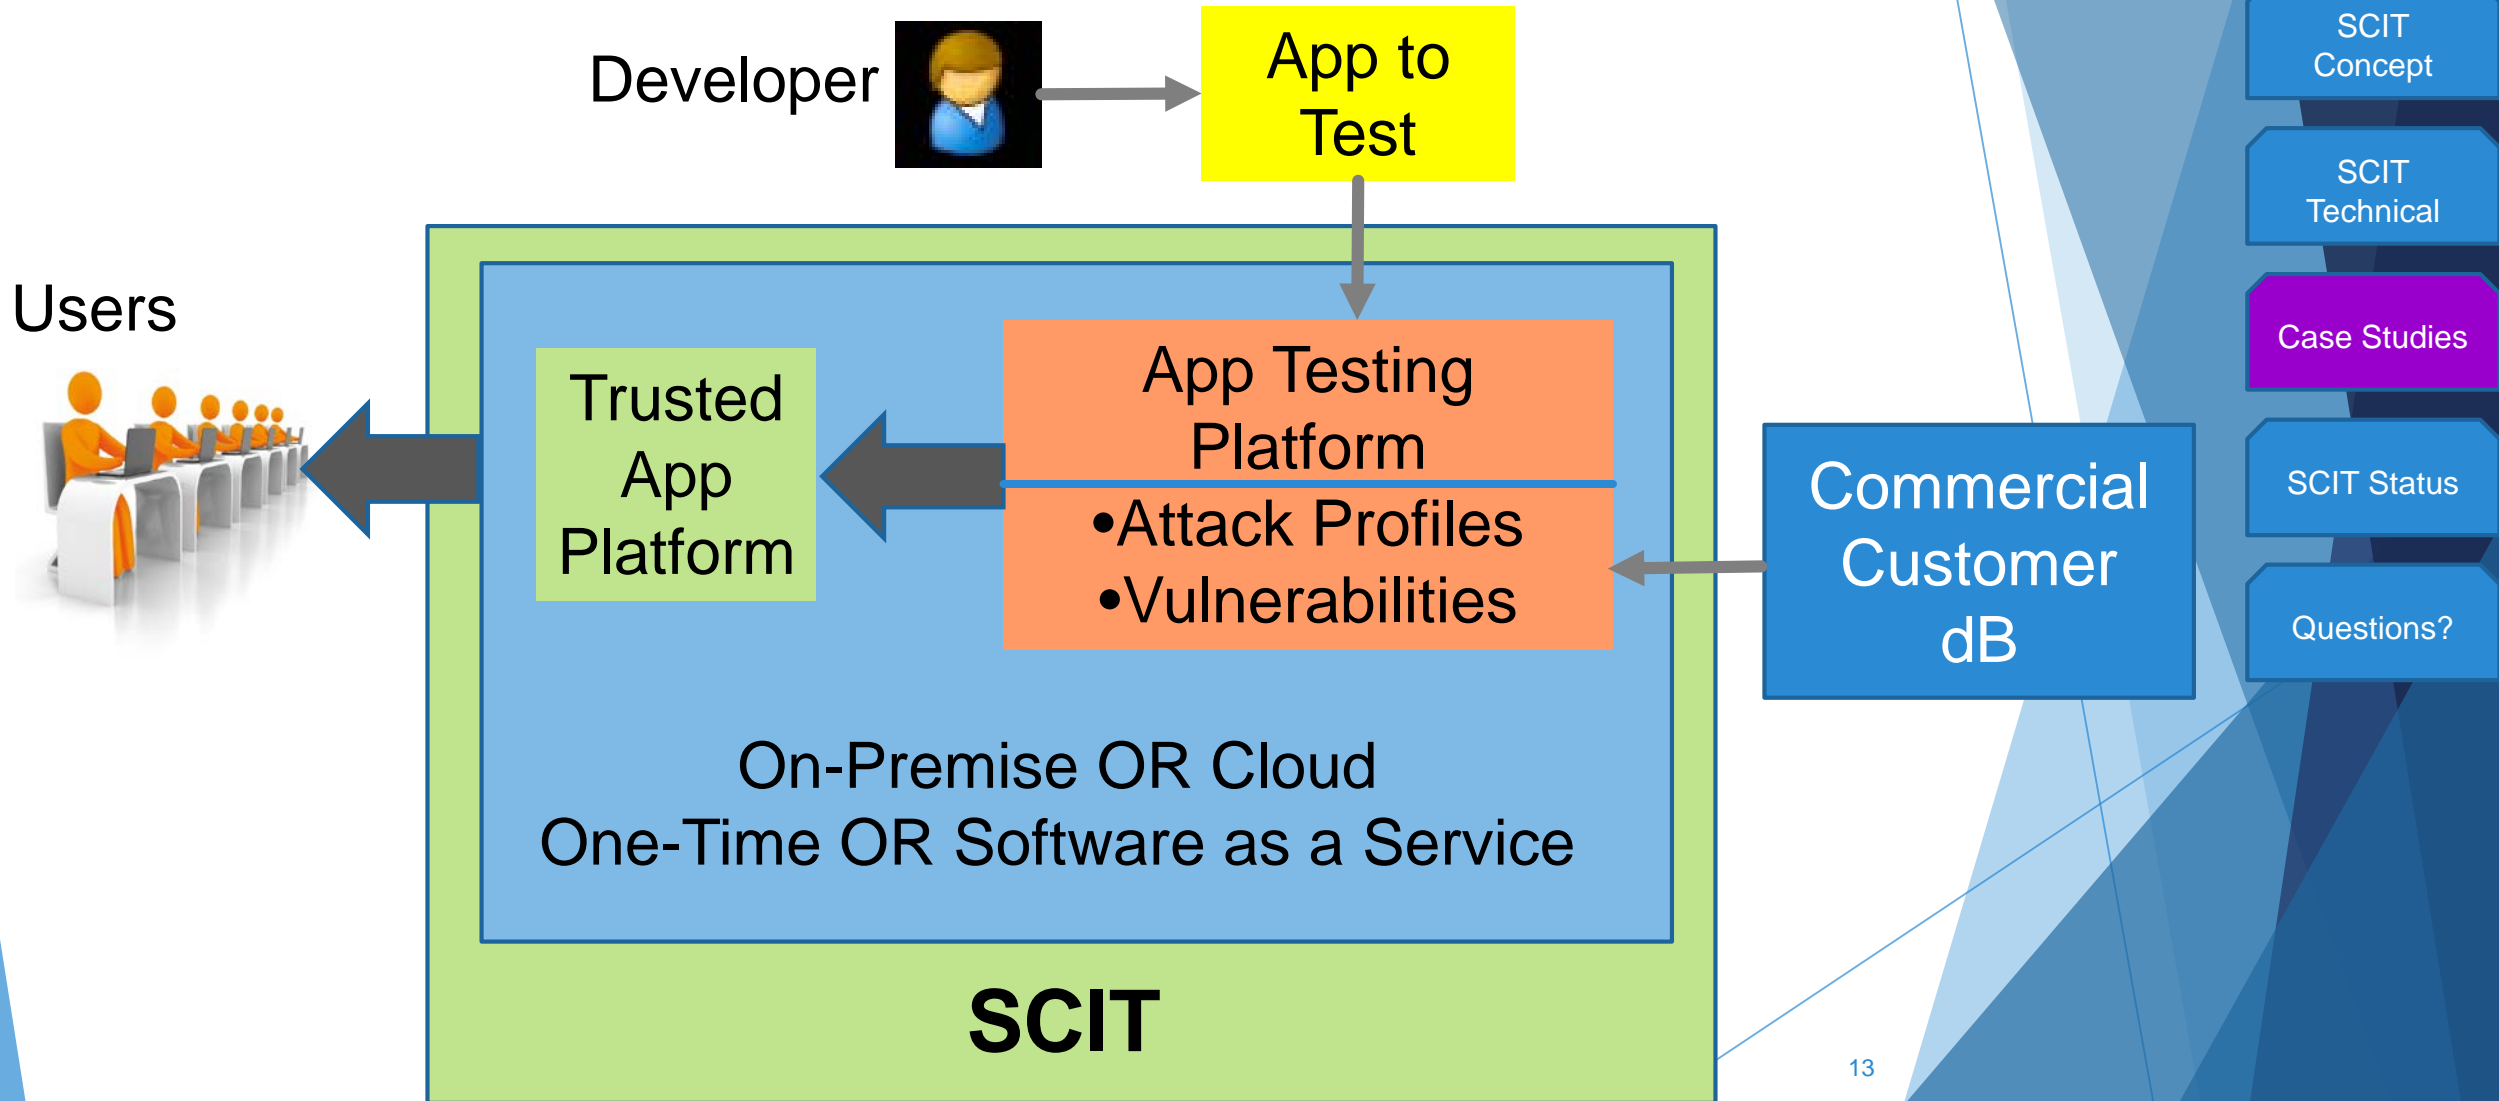 Developer
App to
Test
Users
Trusted
App
Platform
App Testing
Platform
•Attack Profiles
•Vulnerabilities
Commercial
Customer
dB
On-Premise OR Cloud
One-Time OR Software as a Service
SCIT
SCIT
Concept
SCIT
Technical
Case Studies
SCIT Status
Questions?
13